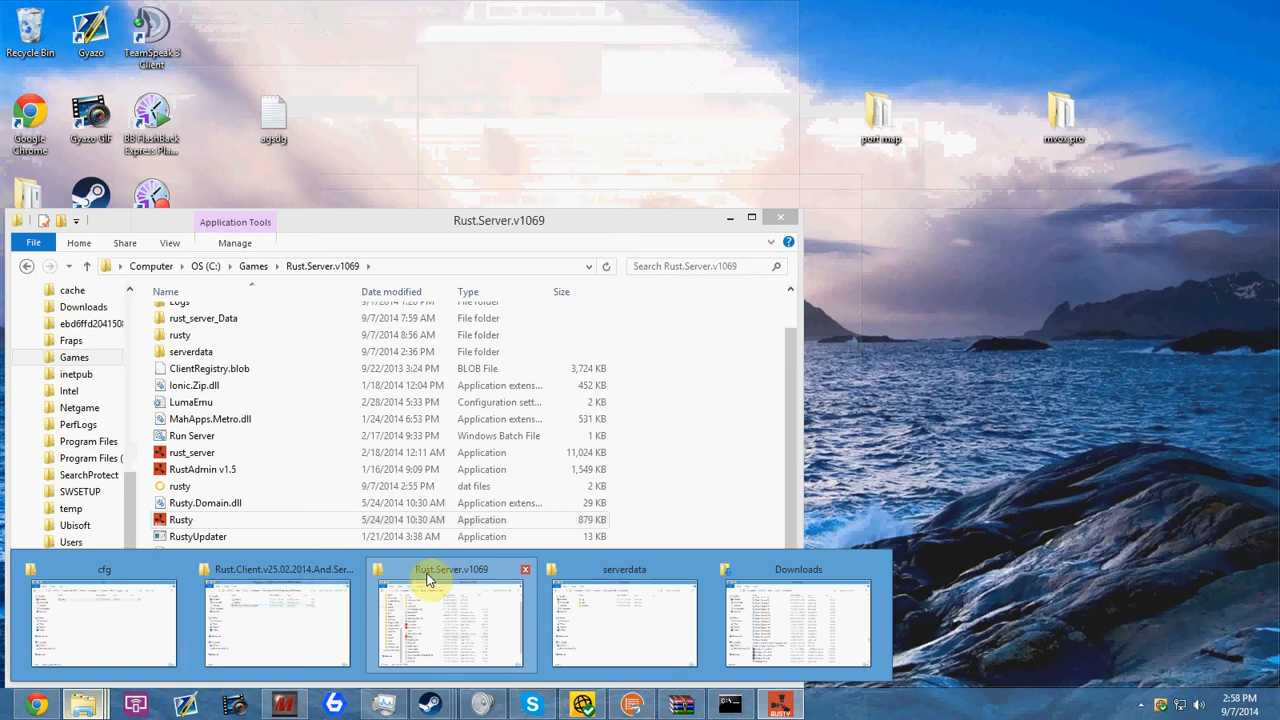 Recycle Bin
Gyazo
TeamSpeak 3
Client
Google
Chrome
Gyazo GIF
BB FlashBack
Express Pla...
agsdg
port map
mvox pro
Application Tools
Rust.Server.v1069
File
Home
Share
View
Manage
Computer
OS (C:)
Games
Rust.Server.v1069
Search Rust.Server.v1069
Name
Date modified
Type
Size
cache
Downloads
Fraps
Games
inetpub
Intel
Netgame
PerfLogs
Program Files
Program Files (
SearchProtect
SWSETUP
temp
Ubisoft
Users
Logs 9/7/2014 1:26 PM File folder
rust_server_Data 9/7/2014 7:59 AM File folder
rusty 9/7/2014 8:56 AM File folder
serverdata 9/7/2014 2:36 PM File folder
ClientRegistry.blob 9/22/2013 3:24 PM BLOB File 3,724 KB
Ionic.Zip.dll 1/18/2014 12:04 PM Application extens... 452 KB
LumaEmu 2/28/2014 5:33 PM Configuration sett... 2 KB
MahApps.Metro.dll 1/24/2014 6:53 PM Application extens... 531 KB
Run Server 2/17/2014 9:33 PM Windows Batch File 1 KB
rust_server 2/18/2014 12:11 AM Application 11,024 KB
RustAdmin v1.5 1/16/2014 9:09 PM Application 1,549 KB
rusty 9/7/2014 2:55 PM dat files 2 KB
Rusty.Domain.dll 5/24/2014 10:30 AM Application extens... 29 KB
Rusty 5/24/2014 10:30 AM Application 879 KB
RustyUpdater 1/21/2014 3:38 AM Application 13 KB
cfg
Rust.Client.v25.02.2014.And.Ser...
Rust.Server.v1069
serverdata
Downloads
RUSTY
2:58 PM
9/7/2014